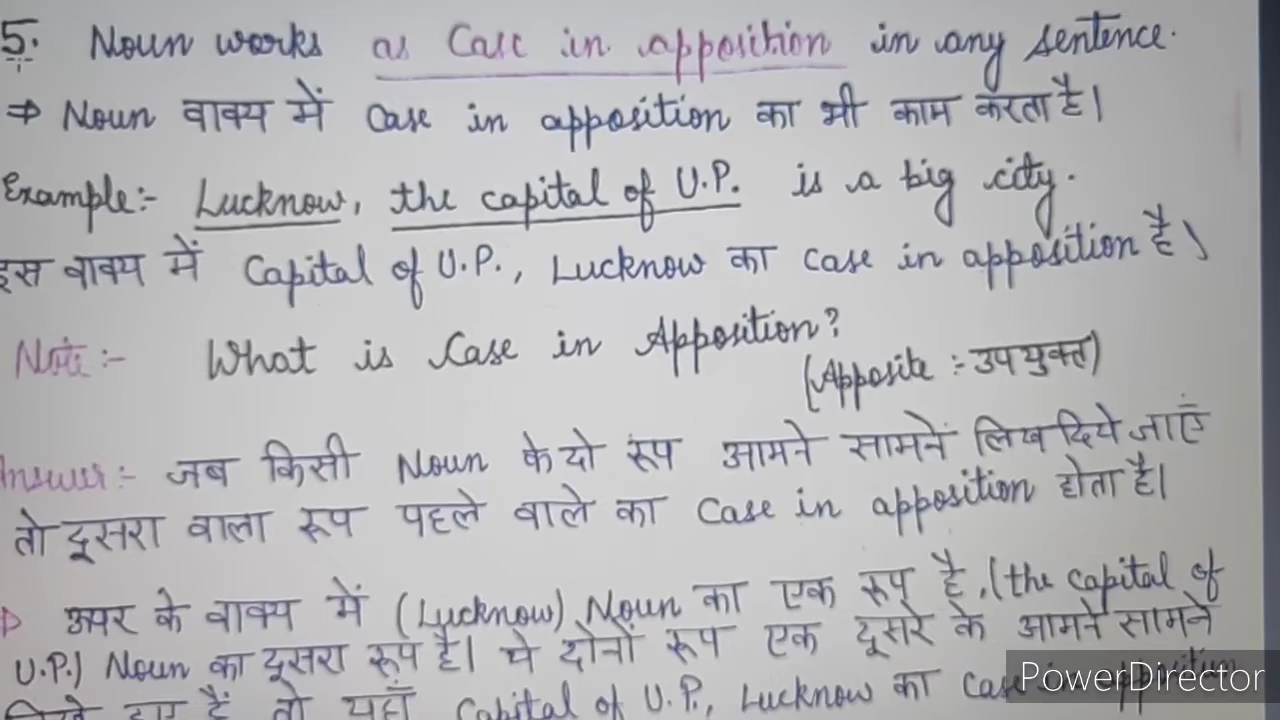 5. Noun works as Case in apposition in any sentence.
⇒ Noun वाक्य में Case in apposition का भी काम करता है।
Example:- Lucknow, the capital of U.P. is a big city.
इस वाक्य में Capital of U.P., Lucknow का case in apposition है।
Note:- What is Case in Apposition?
(Apposite :- उपयुक्त)
Answer:- जब किसी Noun के दो रूप आमने सामने लिख दिये जाएँ
तो दूसरा वाला रूप पहले वाले का Case in apposition होता है।
ऊपर के वाक्य में (Lucknow) Noun का एक रूप है, (the capital of
U.P.) Noun का दूसरा रूप है। ये दोनों रूप एक दूसरे के आमने सामने
हैं तो यहाँ Capital of U.P., Lucknow का case in apposition
PowerDirector